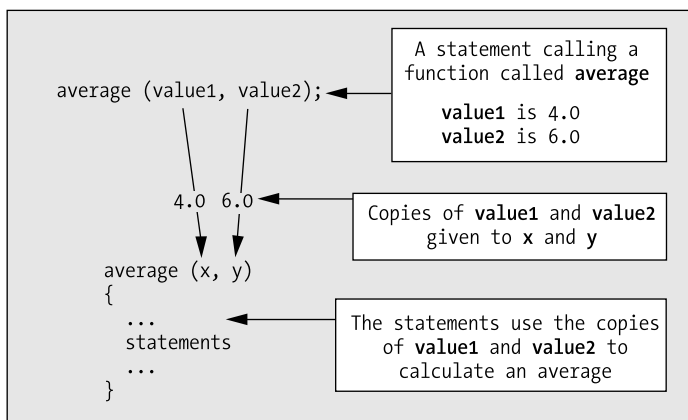 A statement calling a
function called average
value1 is 4.0
value2 is 6.0
average (value1, value2);
4.0 6.0
Copies of value1 and value2
given to x and y
average (x, y)
{
...
statements
...
}
The statements use the copies
of value1 and value2 to
calculate an average